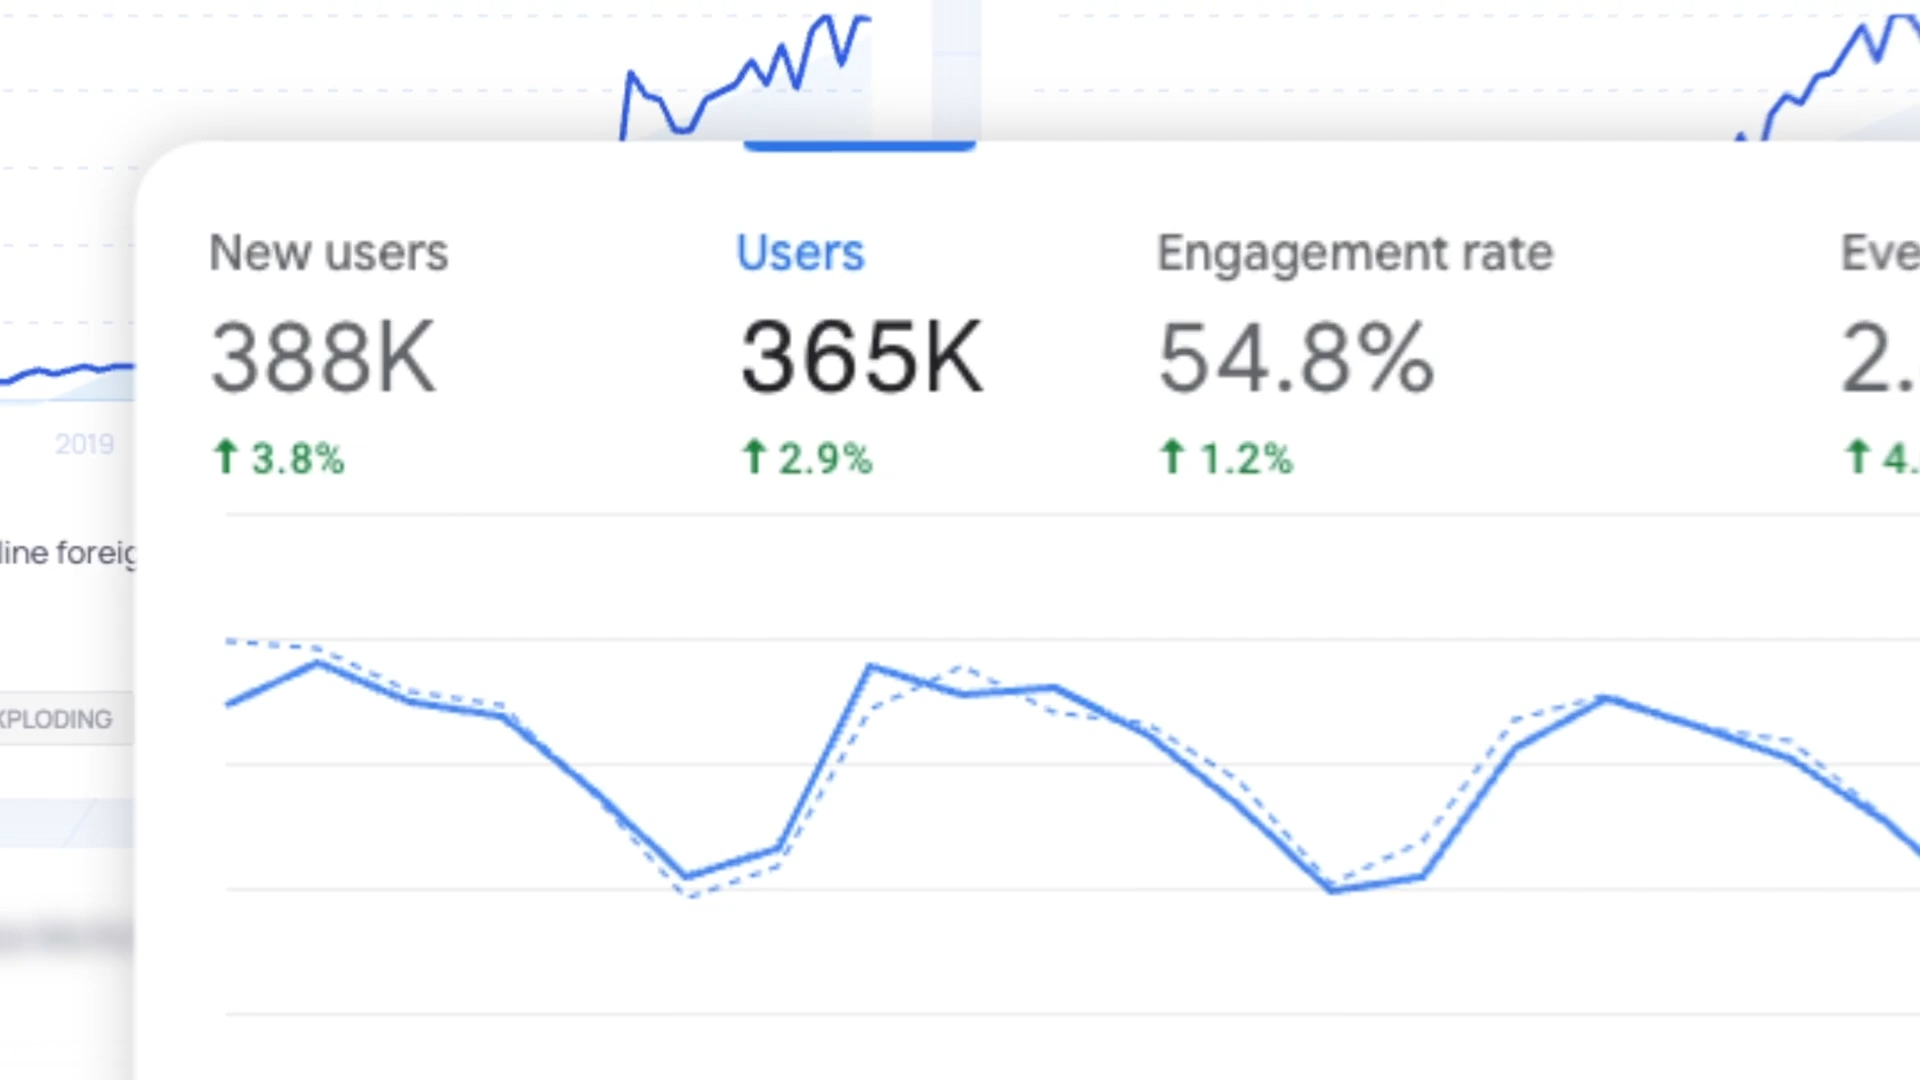 New users
Users
Engagement rate
Eve
388K
365K
54.8%
2.
↑ 3.8%
↑ 2.9%
↑ 1.2%
↑ 4.
2019
line foreig
XPLODING